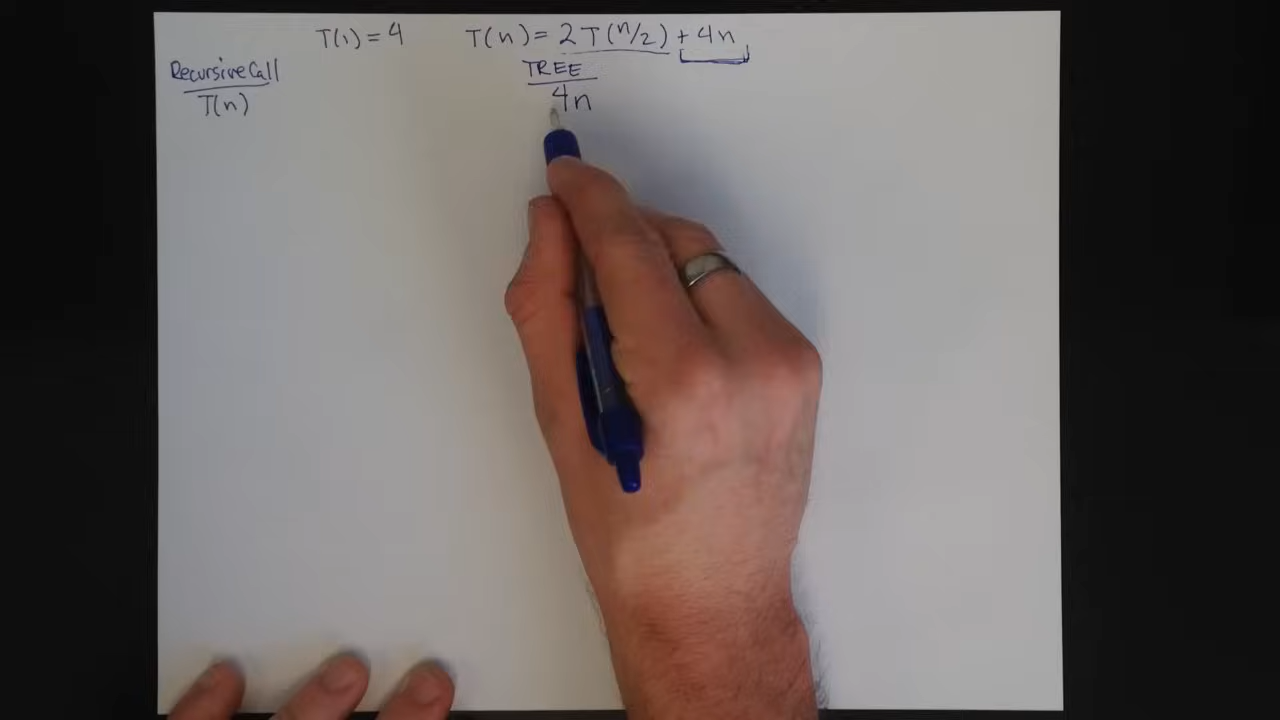 T(1) = 4 T(n) = 2T(n/2) + 4n
Recursive Call TREE
T(n) 4n